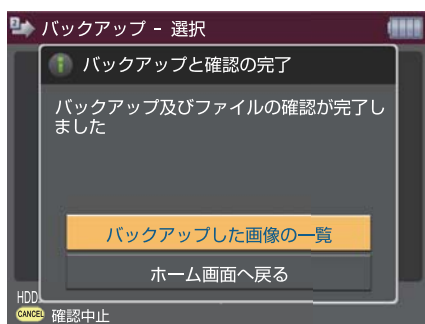 バックアップ - 選択
バックアップと確認の完了
バックアップ及びファイルの確認が完了し
ました
バックアップした画像の一覧
ホーム画面へ戻る
HDD
CANCEL 確認中止